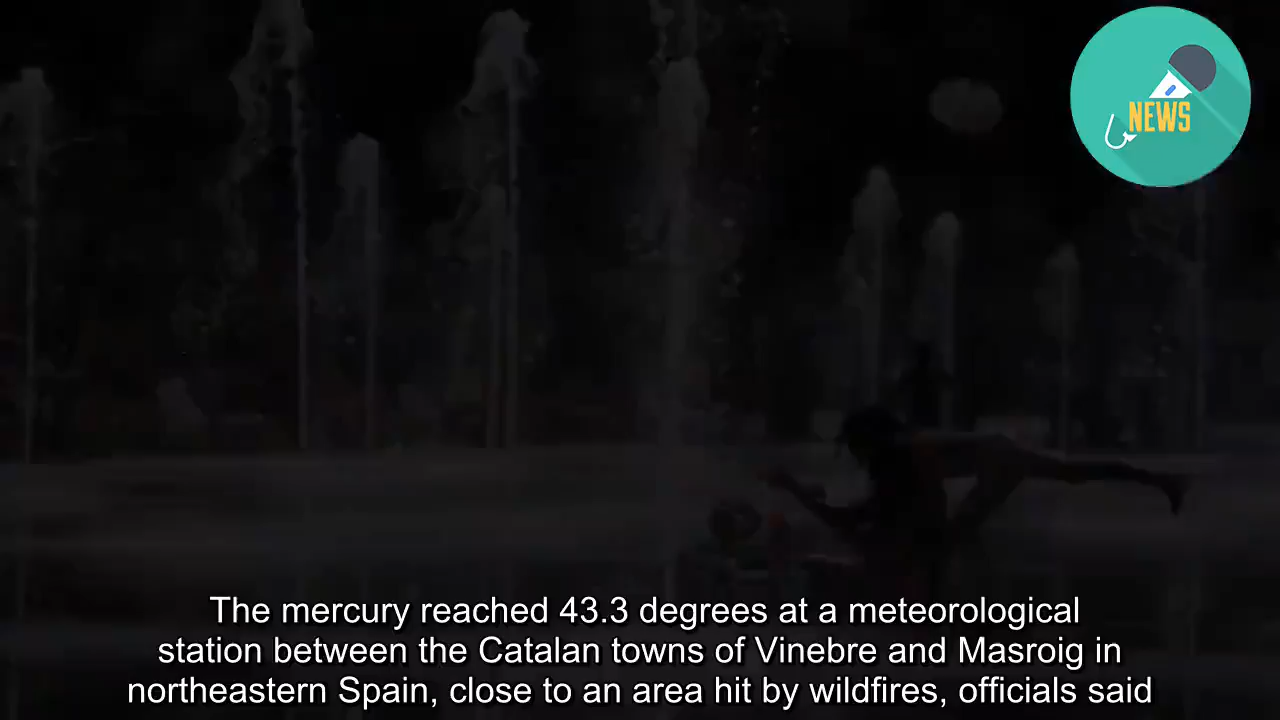 NEWS
The mercury reached 43.3 degrees at a meteorological
station between the Catalan towns of Vinebre and Masroig in
northeastern Spain, close to an area hit by wildfires, officials said